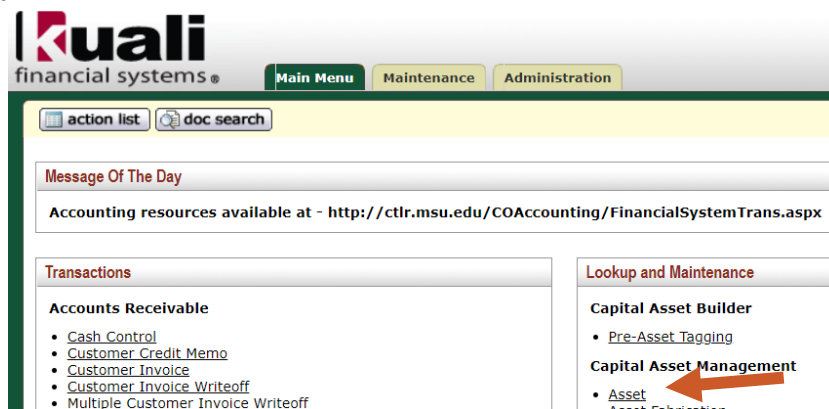 kuali
financial systems®
Main Menu
Maintenance
Administration
action list
doc search
Message Of The Day
Accounting resources available at - http://ctlr.msu.edu/COAccounting/FinancialSystemTrans.aspx
Transactions
Accounts Receivable
• Cash Control
• Customer Credit Memo
• Customer Invoice
• Customer Invoice Writeoff
• Multiple Customer Invoice Writeoff
Lookup and Maintenance
Capital Asset Builder
• Pre-Asset Tagging
Capital Asset Management
• Asset
Asset Fabrication